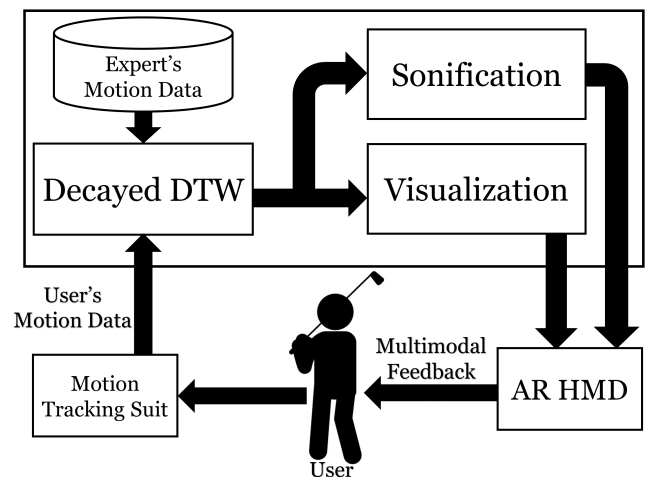 Expert's
Motion Data
Sonification
Decayed DTW
Visualization
User's
Motion Data
Multimodal
Feedback
Motion
Tracking Suit
AR HMD
User